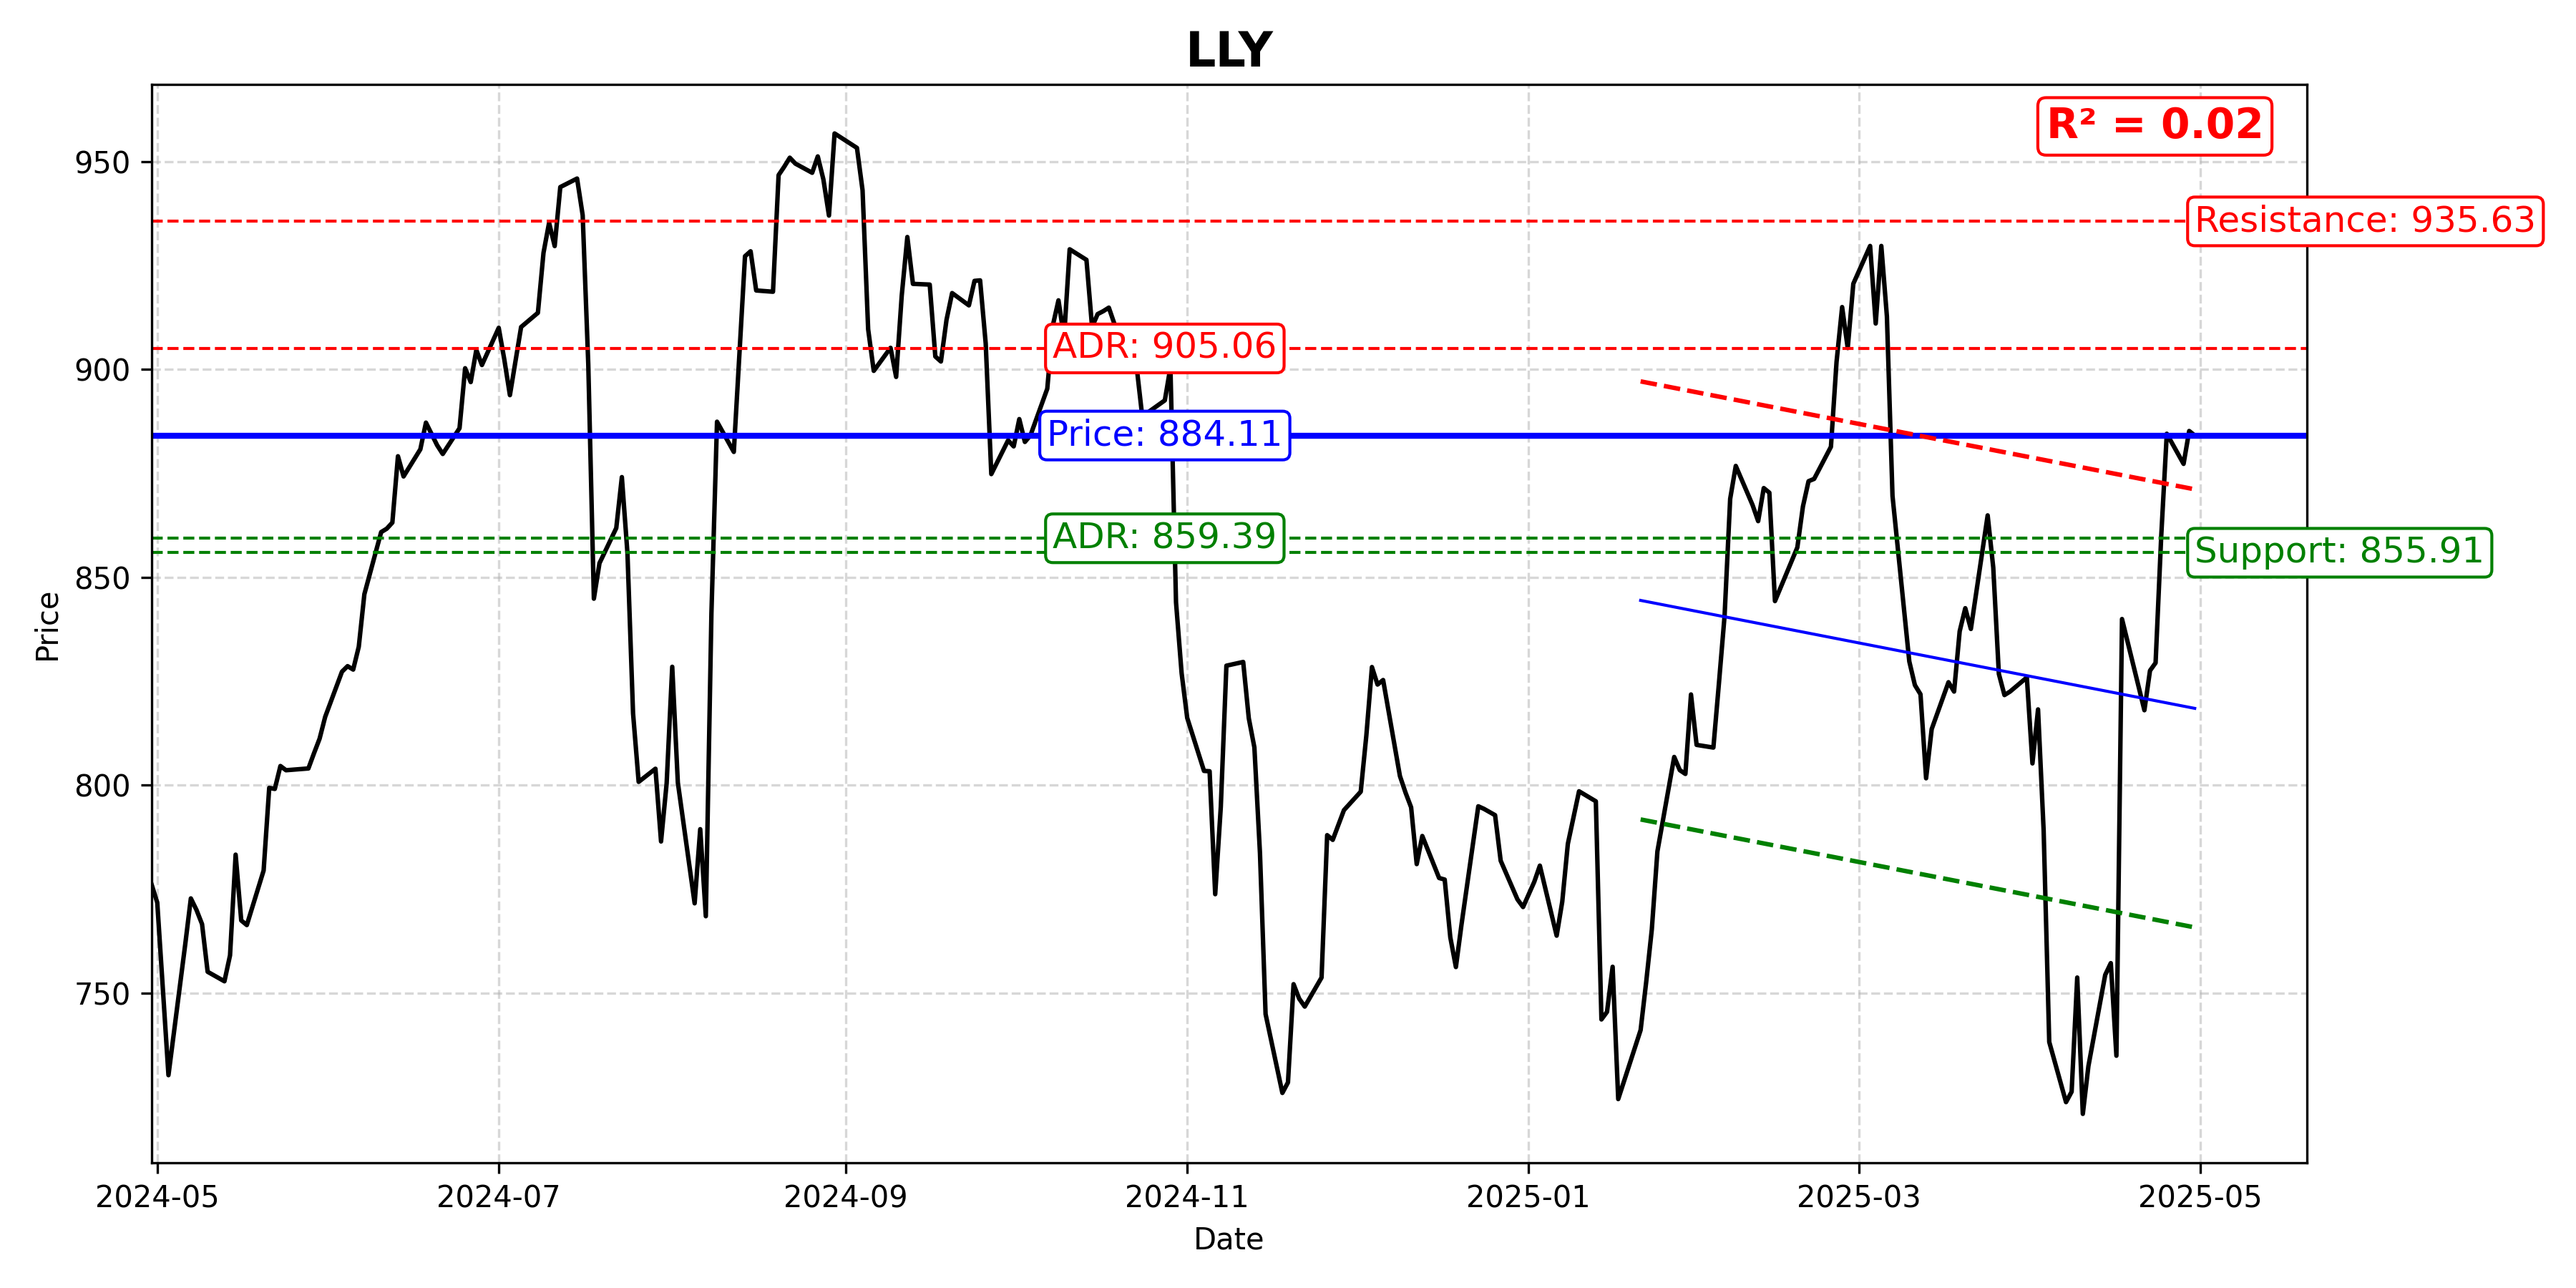 LLY
R² = 0.02
950
Resistance: 935.63
ADR: 905.06
900
Price: 884.11
ADR: 859.39
Support: 855.91
850
Price
800
750
2024-05 2024-07 2024-09 2024-11 2025-01 2025-03 2025-05
Date